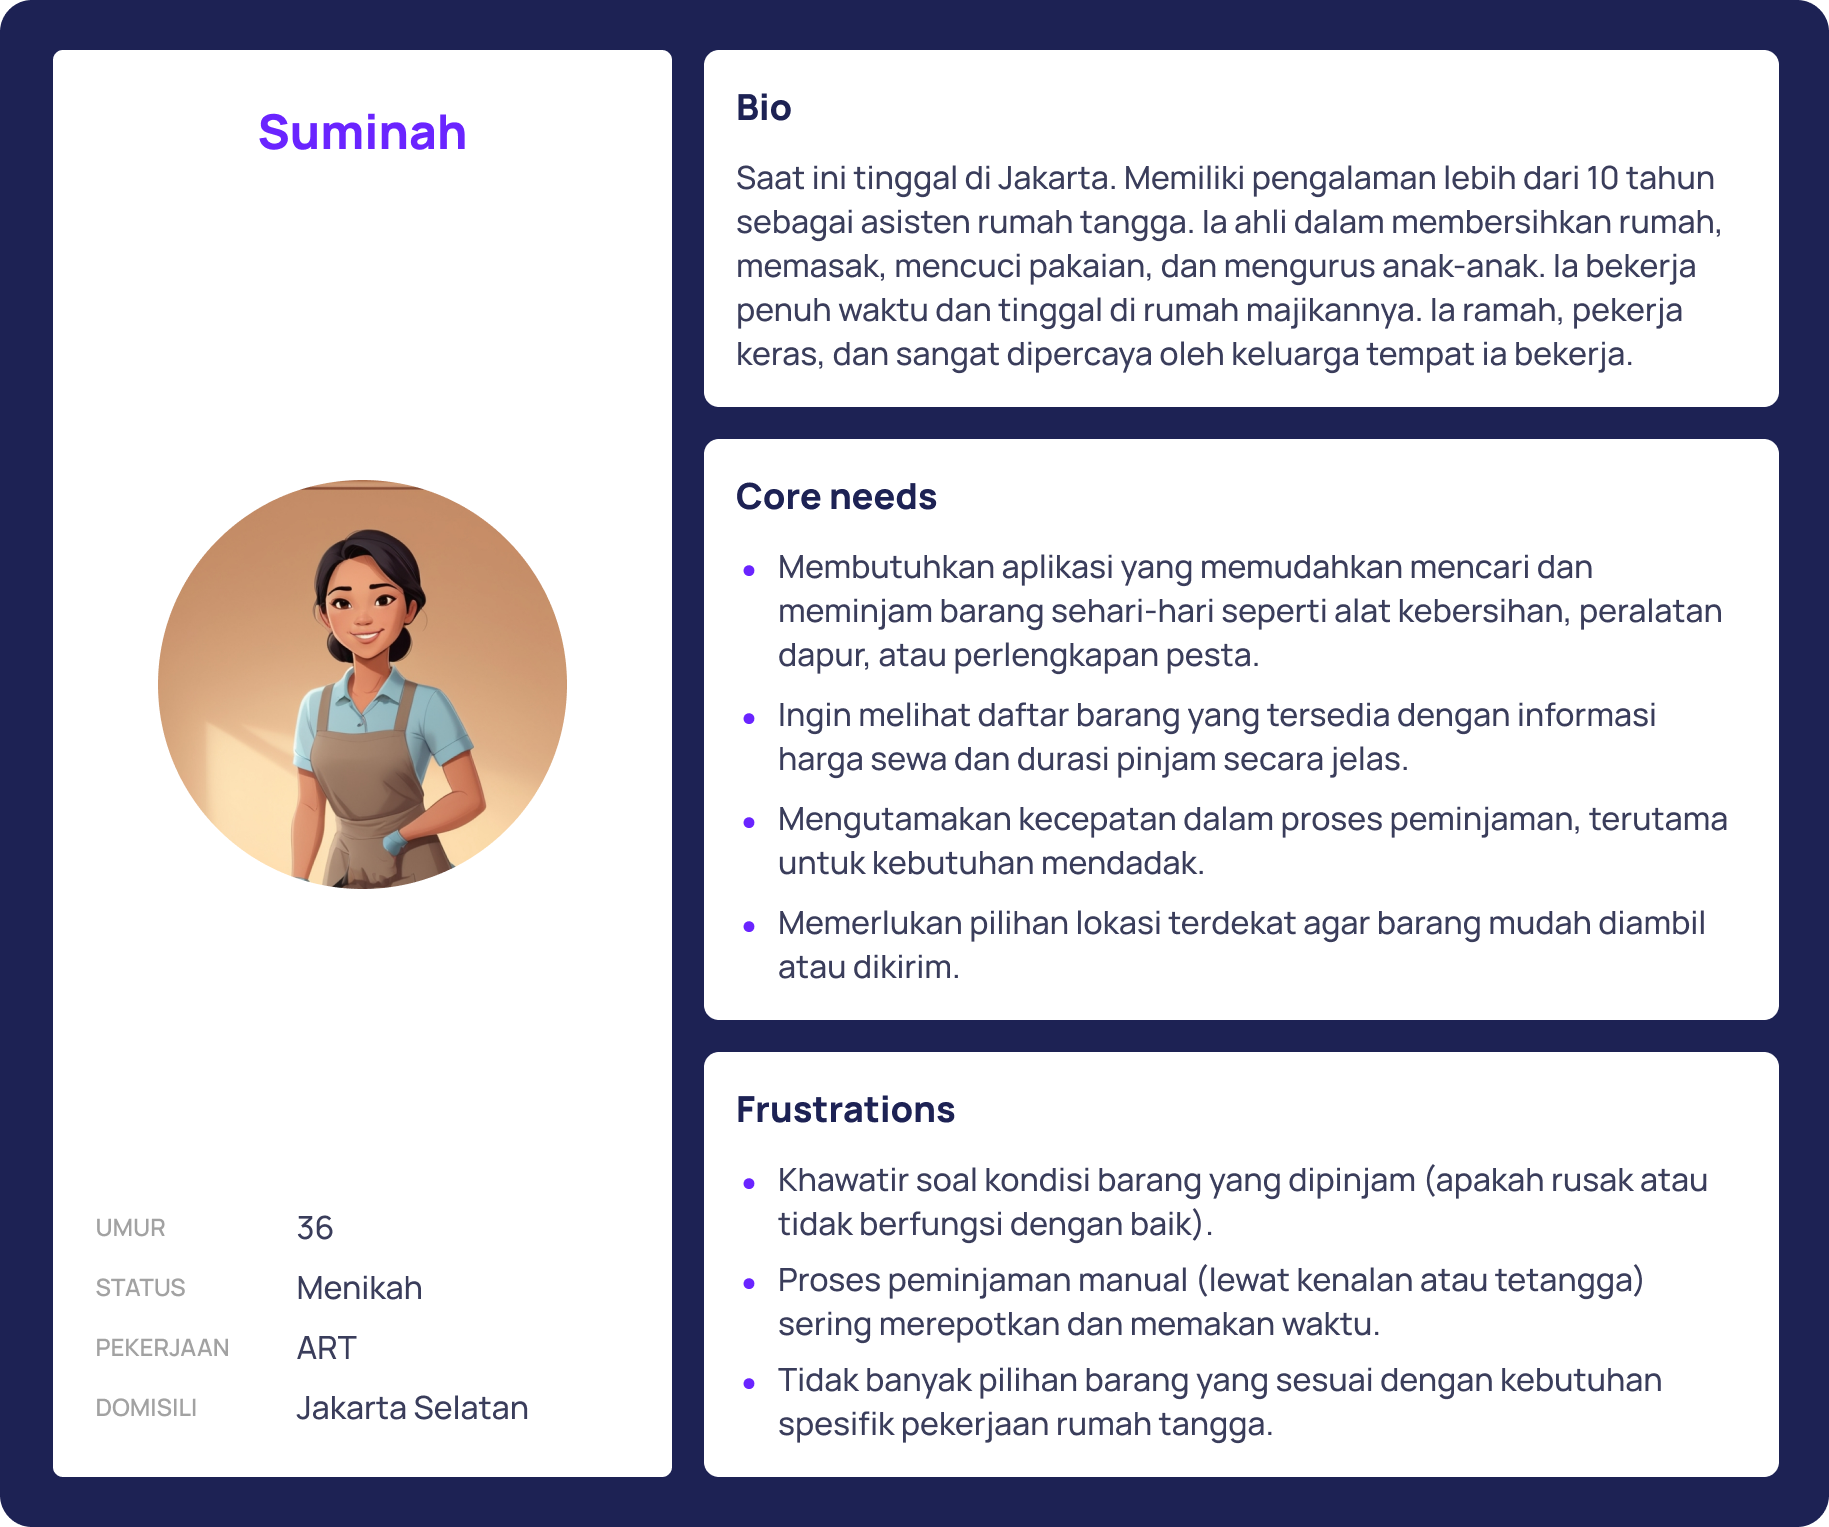 Suminah
UMUR 36
STATUS Menikah
PEKERJAAN ART
DOMISILI Jakarta Selatan
Bio
Saat ini tinggal di Jakarta. Memiliki pengalaman lebih dari 10 tahun
sebagai asisten rumah tangga. Ia ahli dalam membersihkan rumah,
memasak, mencuci pakaian, dan mengurus anak-anak. Ia bekerja
penuh waktu dan tinggal di rumah majikannya. Ia ramah, pekerja
keras, dan sangat dipercaya oleh keluarga tempat ia bekerja.
Core needs
• Membutuhkan aplikasi yang memudahkan mencari dan
meminjam barang sehari-hari seperti alat kebersihan, peralatan
dapur, atau perlengkapan pesta.
• Ingin melihat daftar barang yang tersedia dengan informasi
harga sewa dan durasi pinjam secara jelas.
• Mengutamakan kecepatan dalam proses peminjaman, terutama
untuk kebutuhan mendadak.
• Memerlukan pilihan lokasi terdekat agar barang mudah diambil
atau dikirim.
Frustrations
• Khawatir soal kondisi barang yang dipinjam (apakah rusak atau
tidak berfungsi dengan baik).
• Proses peminjaman manual (lewat kenalan atau tetangga)
sering merepotkan dan memakan waktu.
• Tidak banyak pilihan barang yang sesuai dengan kebutuhan
spesifik pekerjaan rumah tangga.